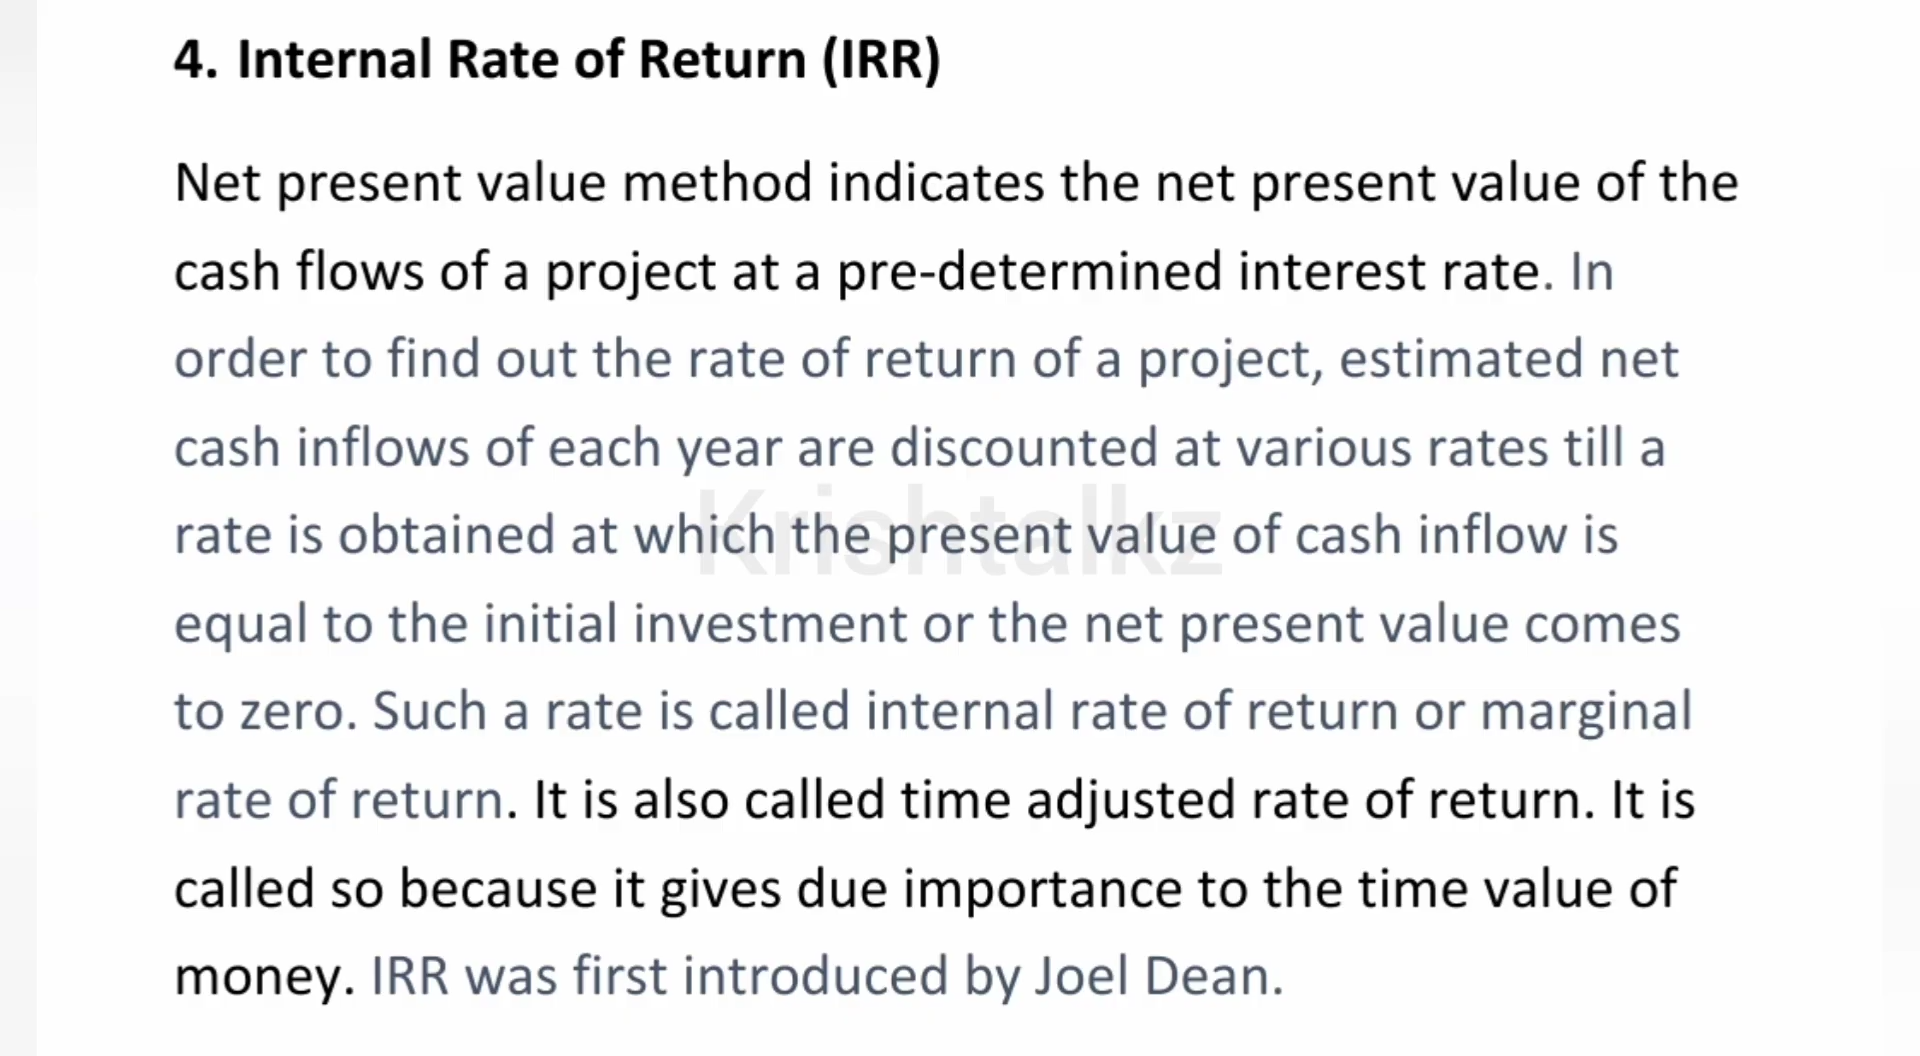 4. Internal Rate of Return (IRR)
Net present value method indicates the net present value of the
cash flows of a project at a pre-determined interest rate. In
order to find out the rate of return of a project, estimated net
cash inflows of each year are discounted at various rates till a
rate is obtained at which the present value of cash inflow is
Krishtalkz
equal to the initial investment or the net present value comes
to zero. Such a rate is called internal rate of return or marginal
rate of return. It is also called time adjusted rate of return. It is
called so because it gives due importance to the time value of
money. IRR was first introduced by Joel Dean.